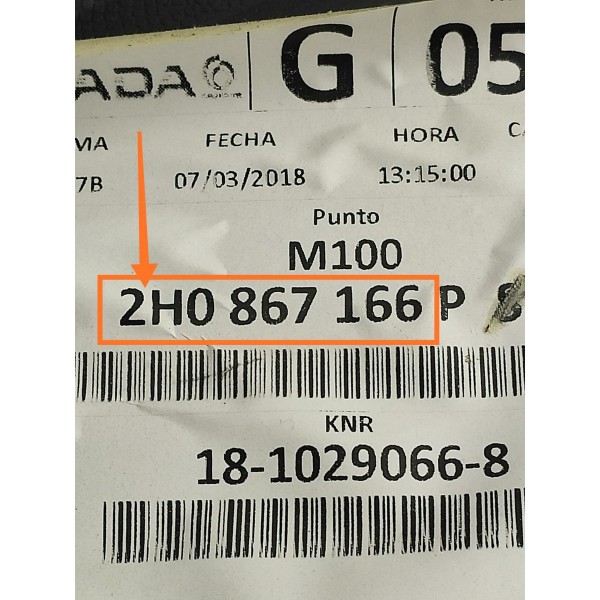 ADA G 05
MA FECHA HORA
7B 07/03/2018 13:15:00
Punto
M100
2H0 867 166 P
KNR
18-1029066-8